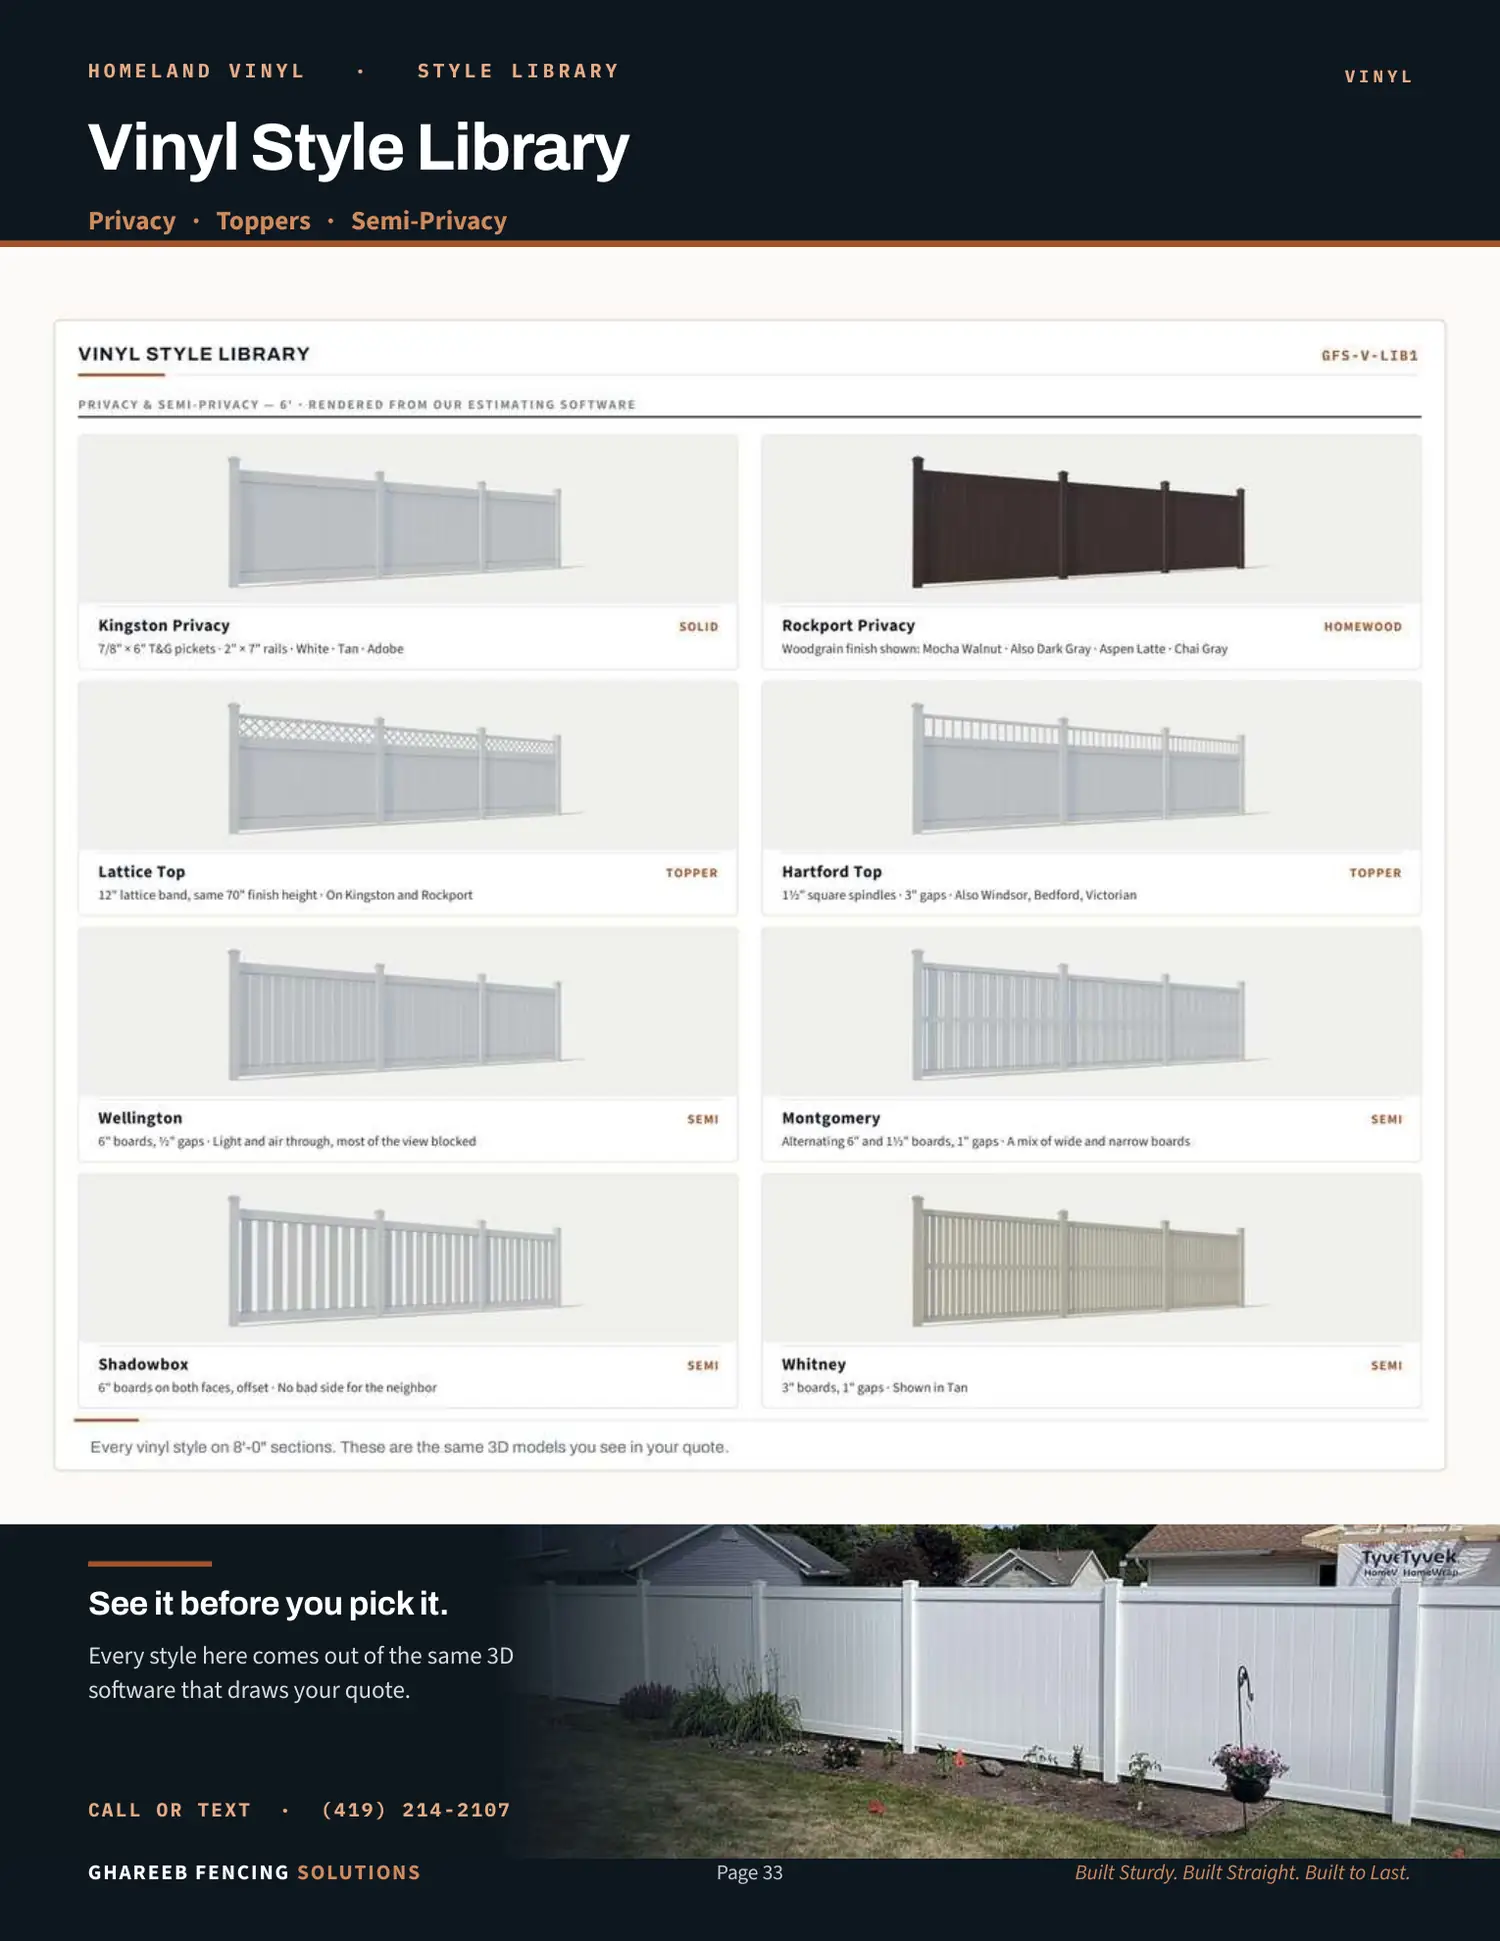 HOMELAND VINYL · STYLE LIBRARY
VINYL
Vinyl Style Library
Privacy · Toppers · Semi-Privacy
VINYL STYLE LIBRARY
GFS-V-LIB1
PRIVACY & SEMI-PRIVACY — 6' · RENDERED FROM OUR ESTIMATING SOFTWARE
Kingston Privacy
SOLID
7/8" × 6" T&G pickets · 2" × 7" rails · White · Tan · Adobe
Rockport Privacy
HOMEWOOD
Woodgrain finish shown: Mocha Walnut · Also Dark Gray · Aspen Latte · Chai Gray
Lattice Top
TOPPER
12" lattice band, same 70" finish height · On Kingston and Rockport
Hartford Top
TOPPER
1½" square spindles · 3" gaps · Also Windsor, Bedford, Victorian
Wellington
SEMI
6" boards, ½" gaps · Light and air through, most of the view blocked
Montgomery
SEMI
Alternating 6" and 1½" boards, 1" gaps · A mix of wide and narrow boards
Shadowbox
SEMI
6" boards on both faces, offset · No bad side for the neighbor
Whitney
SEMI
3" boards, 1" gaps · Shown in Tan
Every vinyl style on 8'-0" sections. These are the same 3D models you see in your quote.
TyveTyvek
HomeW HomeWrap
See it before you pick it.
Every style here comes out of the same 3D
software that draws your quote.
CALL OR TEXT · (419) 214-2107
GHAREEB FENCING SOLUTIONS
Page 33
Built Sturdy. Built Straight. Built to Last.